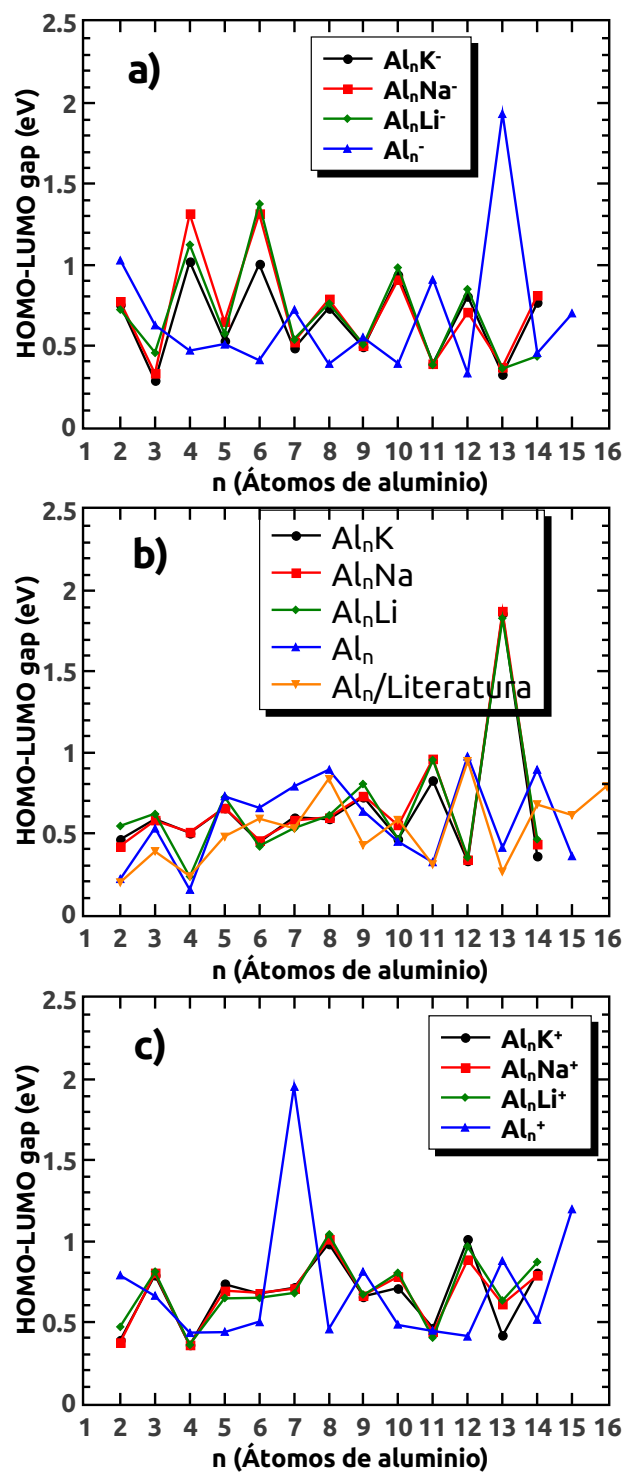 a)
HOMO-LUMO gap (eV)
2.5
2
1.5
1
0.5
0
AlₙK⁻
AlₙNa⁻
AlₙLi⁻
Alₙ⁻
1 2 3 4 5 6 7 8 9 10 11 12 13 14 15 16
n (Átomos de aluminio)
b)
HOMO-LUMO gap (eV)
2.5
2
1.5
1
0.5
0
AlₙK
AlₙNa
AlₙLi
Alₙ
Alₙ/Literatura
1 2 3 4 5 6 7 8 9 10 11 12 13 14 15 16
n (Átomos de aluminio)
c)
HOMO-LUMO gap (eV)
2.5
2
1.5
1
0.5
0
AlₙK⁺
AlₙNa⁺
AlₙLi⁺
Alₙ⁺
1 2 3 4 5 6 7 8 9 10 11 12 13 14 15 16
n (Átomos de aluminio)